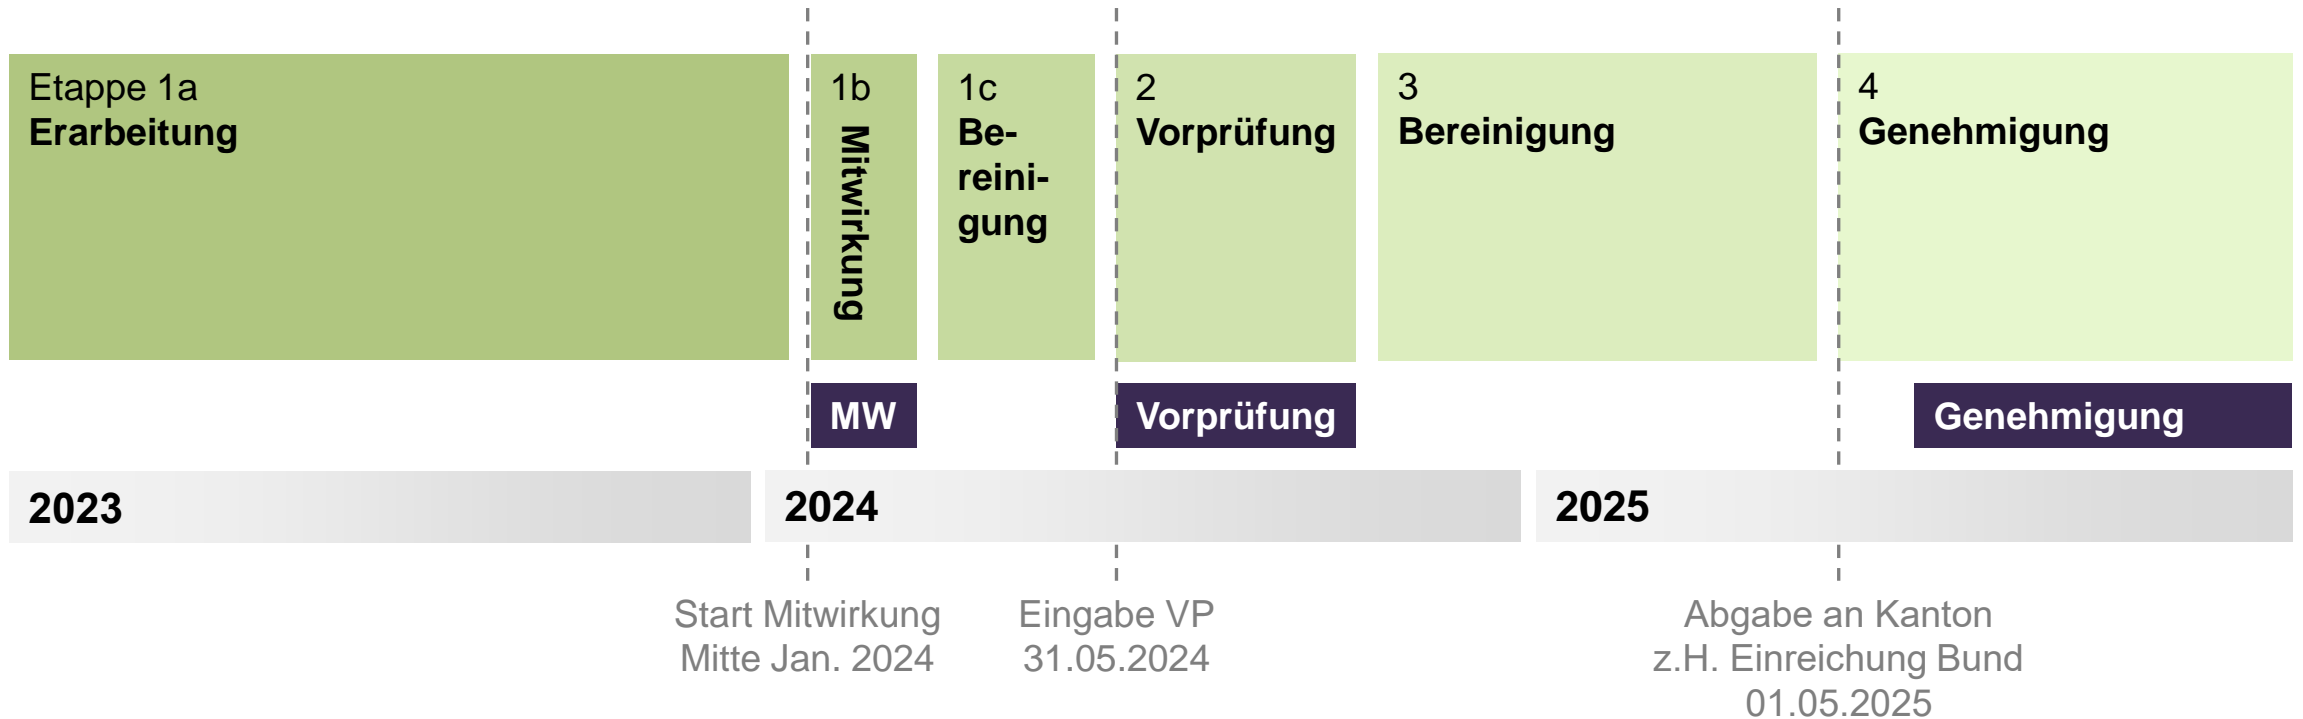 Etappe 1a
Erarbeitung
1b
Mitwirkung
1c
Be-
reini-
gung
2
Vorprüfung
3
Bereinigung
4
Genehmigung
MW
Vorprüfung
Genehmigung
2023
2024
2025
Start Mitwirkung
Mitte Jan. 2024
Eingabe VP
31.05.2024
Abgabe an Kanton
z.H. Einreichung Bund
01.05.2025